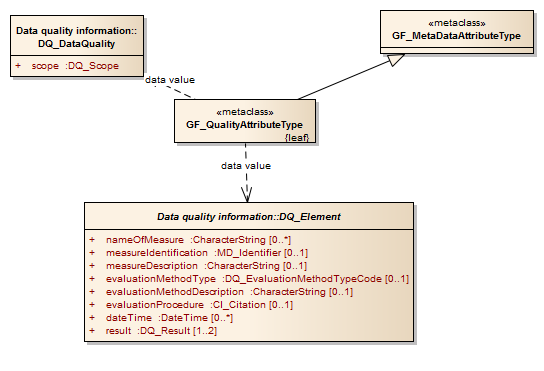 Data quality information::
DQ_DataQuality
+ scope :DQ_Scope
«metaclass»
GF_MetaDataAttributeType
data value
«metaclass»
GF_QualityAttributeType
{leaf}
data value
Data quality information::DQ_Element
+ nameOfMeasure :CharacterString [0..*]
+ measureIdentification :MD_Identifier [0..1]
+ measureDescription :CharacterString [0..1]
+ evaluationMethodType :DQ_EvaluationMethodTypeCode [0..1]
+ evaluationMethodDescription :CharacterString [0..1]
+ evaluationProcedure :CI_Citation [0..1]
+ dateTime :DateTime [0..*]
+ result :DQ_Result [1..2]